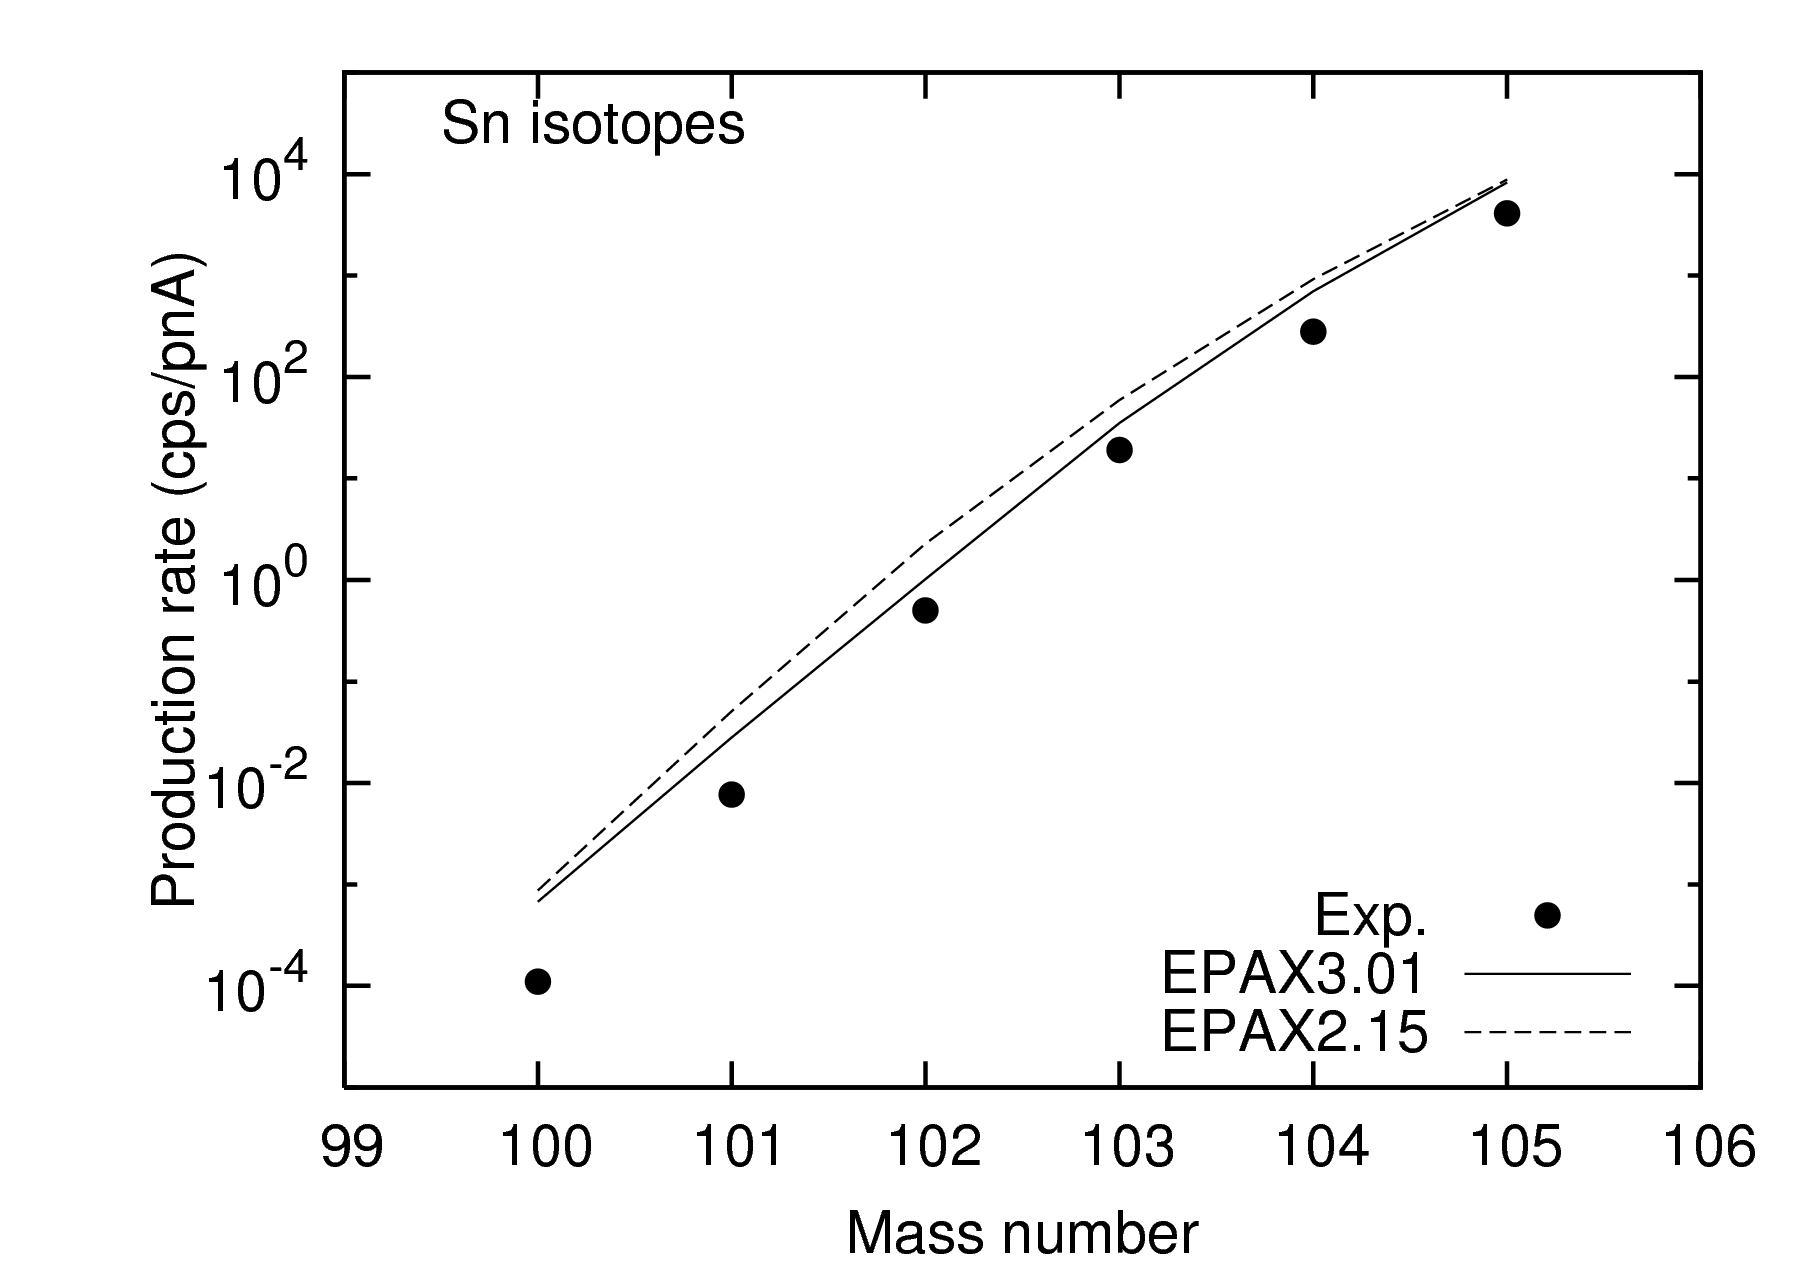 Sn isotopes
10^4
10^2
10^0
10^-2
10^-4
Production rate (cps/pnA)
Exp.
EPAX3.01
EPAX2.15
99 100 101 102 103 104 105 106
Mass number